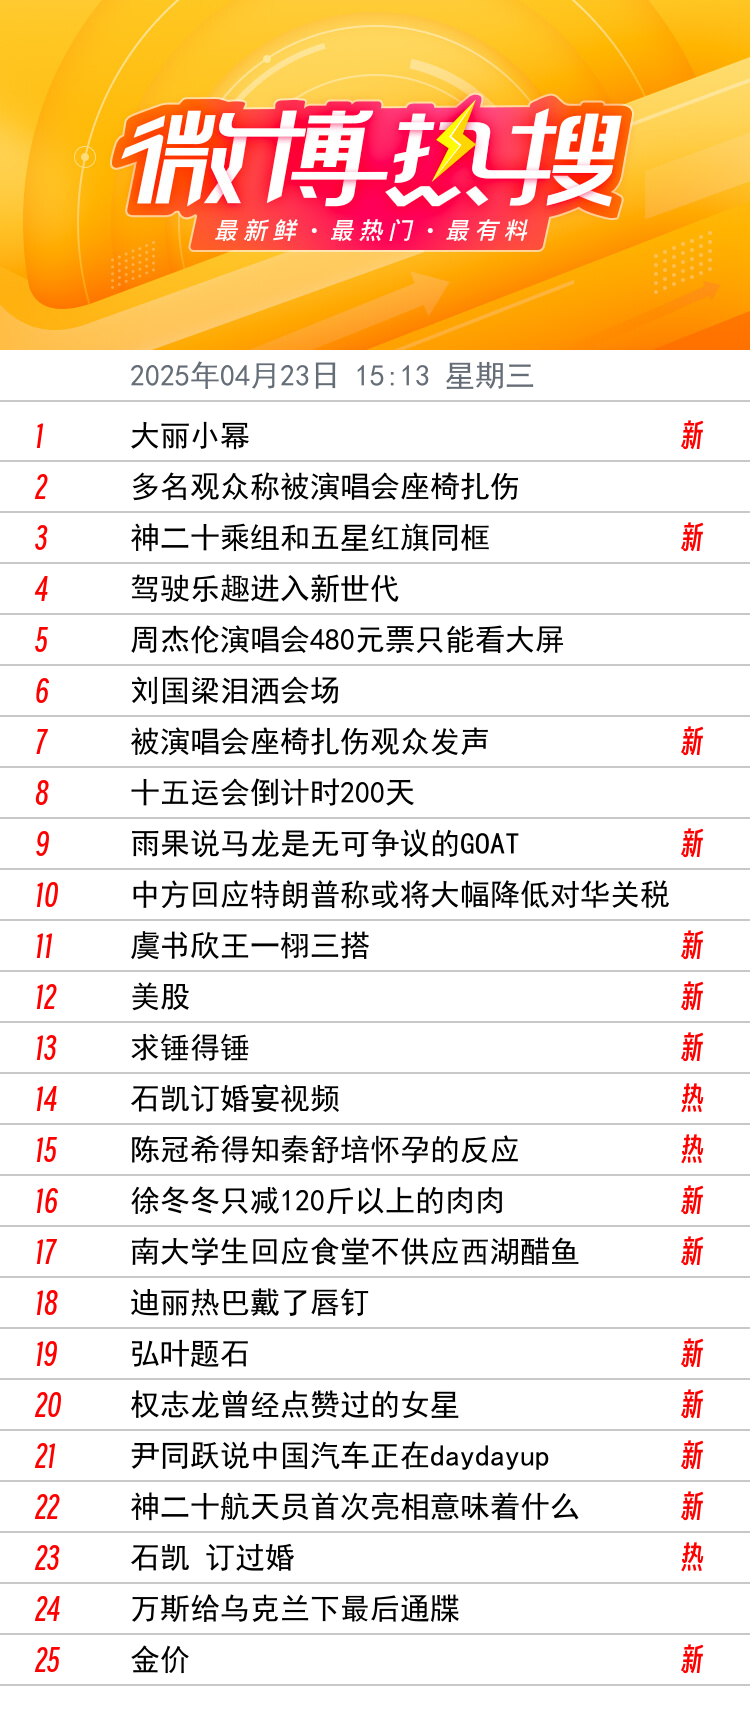 微博热搜
最新鲜·最热门·最有料
2025年04月23日 15:13 星期三
1 大丽小幂 新
2 多名观众称被演唱会座椅扎伤
3 神二十乘组和五星红旗同框 新
4 驾驶乐趣进入新世代
5 周杰伦演唱会480元票只能看大屏
6 刘国梁泪洒会场
7 被演唱会座椅扎伤观众发声 新
8 十五运会倒计时200天
9 雨果说马龙是无可争议的GOAT 新
10 中方回应特朗普称或将大幅降低对华关税
11 虞书欣王一栩三搭 新
12 美股 新
13 求锤得锤 新
14 石凯订婚宴视频 热
15 陈冠希得知秦舒培怀孕的反应 热
16 徐冬冬只减120斤以上的肉肉 新
17 南大学生回应食堂不供应西湖醋鱼 新
18 迪丽热巴戴了唇钉
19 弘叶题石 新
20 权志龙曾经点赞过的女星 新
21 尹同跃说中国汽车正在daydayup 新
22 神二十航天员首次亮相意味着什么 新
23 石凯 订过婚 热
24 万斯给乌克兰下最后通牒
25 金价 新